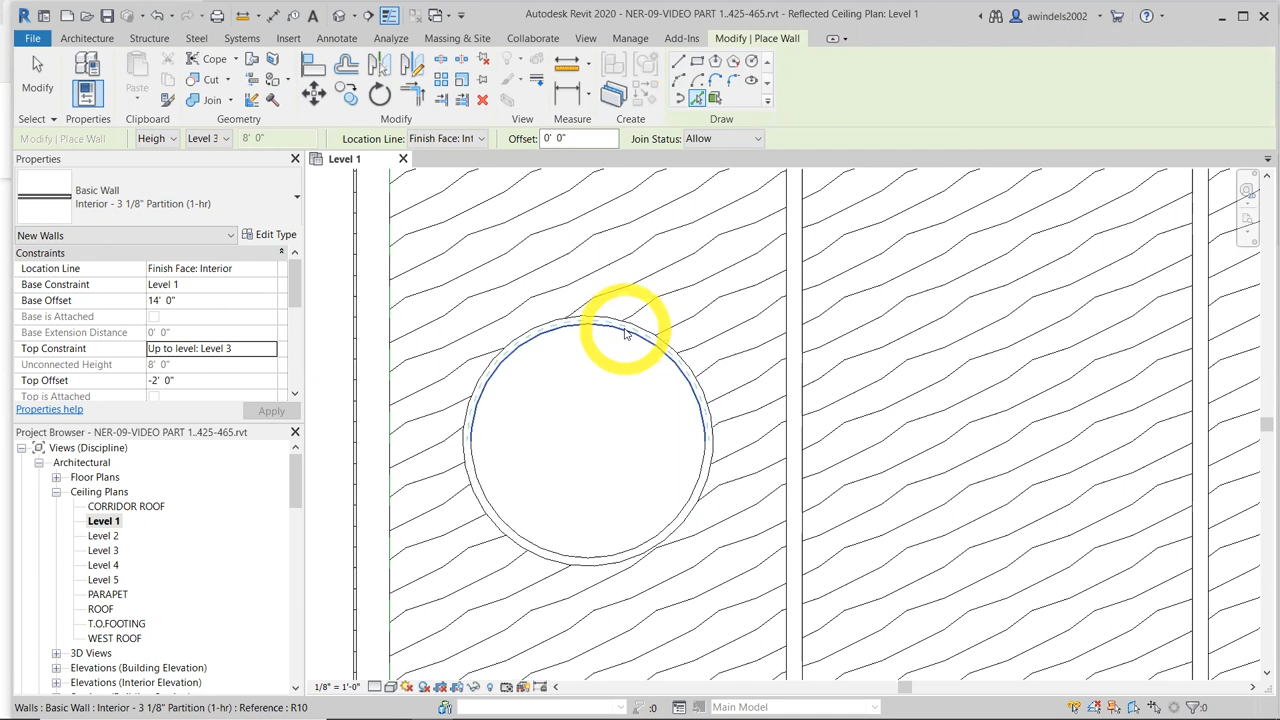 Autodesk Revit 2020 - NER-09-VIDEO PART 1..425-465.rvt - Reflected Ceiling Plan: Level 1
awindels2002
File
Architecture
Structure
Steel
Systems
Insert
Annotate
Analyze
Massing & Site
Collaborate
View
Manage
Add-Ins
Modify | Place Wall
Modify
Properties
Paste
Cope
Cut
Join
Select
Properties
Clipboard
Geometry
Modify
View
Measure
Create
Draw
Modify | Place Wall
Heigh
Level 3
8' 0"
Location Line:
Finish Face: Int
Offset:
0' 0"
Join Status:
Allow
Properties
Level 1
Basic Wall
Interior - 3 1/8" Partition (1-hr)
New Walls
Edit Type
Constraints
Location Line Finish Face: Interior
Base Constraint Level 1
Base Offset 14' 0"
Base is Attached
Base Extension Distance 0' 0"
Top Constraint Up to level: Level 3
Unconnected Height 8' 0"
Top Offset -2' 0"
Top is Attached
Properties help
Apply
Project Browser - NER-09-VIDEO PART 1..425-465.rvt
Views (Discipline)
Architectural
Floor Plans
Ceiling Plans
CORRIDOR ROOF
Level 1
Level 2
Level 3
Level 4
Level 5
PARAPET
ROOF
T.O.FOOTING
WEST ROOF
3D Views
Elevations (Building Elevation)
Elevations (Interior Elevation)
1/8" = 1'-0"
Walls : Basic Wall : Interior - 3 1/8" Partition (1-hr) : Reference : R10
:0
Main Model
:0